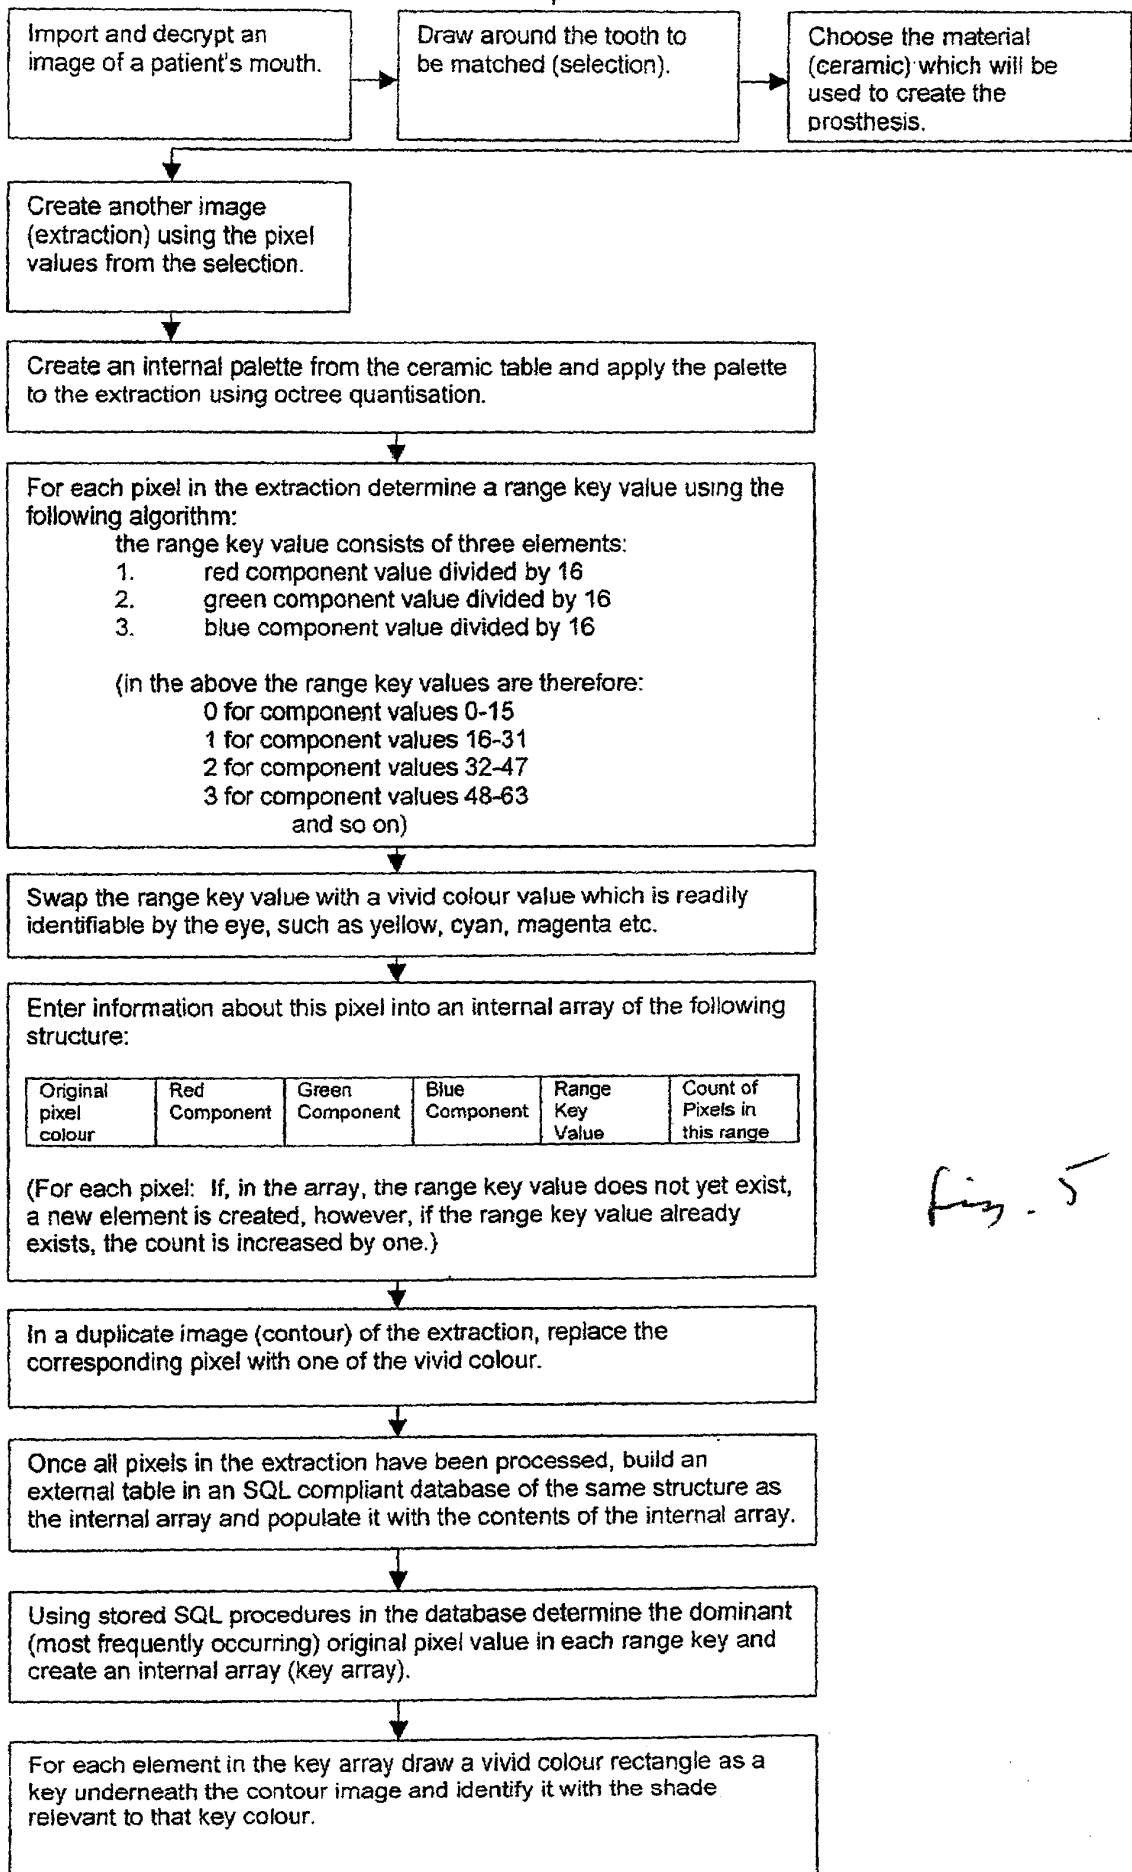 Import and decrypt an
image of a patient's mouth.
Draw around the tooth to
be matched (selection).
Choose the material
(ceramic) which will be
used to create the
prosthesis.
Create another image
(extraction) using the pixel
values from the selection.
Create an internal palette from the ceramic table and apply the palette
to the extraction using octree quantisation.
For each pixel in the extraction determine a range key value using the
following algorithm:
the range key value consists of three elements:
1. red component value divided by 16
2. green component value divided by 16
3. blue component value divided by 16
(in the above the range key values are therefore:
0 for component values 0-15
1 for component values 16-31
2 for component values 32-47
3 for component values 48-63
and so on)
Swap the range key value with a vivid colour value which is readily
identifiable by the eye, such as yellow, cyan, magenta etc.
Enter information about this pixel into an internal array of the following
structure:
Original
pixel
colour
Red
Component
Green
Component
Blue
Component
Range
Key
Value
Count of
Pixels in
this range
(For each pixel: If, in the array, the range key value does not yet exist,
a new element is created, however, if the range key value already
exists, the count is increased by one.)
Fig. 5
In a duplicate image (contour) of the extraction, replace the
corresponding pixel with one of the vivid colour.
Once all pixels in the extraction have been processed, build an
external table in an SQL compliant database of the same structure as
the internal array and populate it with the contents of the internal array.
Using stored SQL procedures in the database determine the dominant
(most frequently occurring) original pixel value in each range key and
create an internal array (key array).
For each element in the key array draw a vivid colour rectangle as a
key underneath the contour image and identify it with the shade
relevant to that key colour.